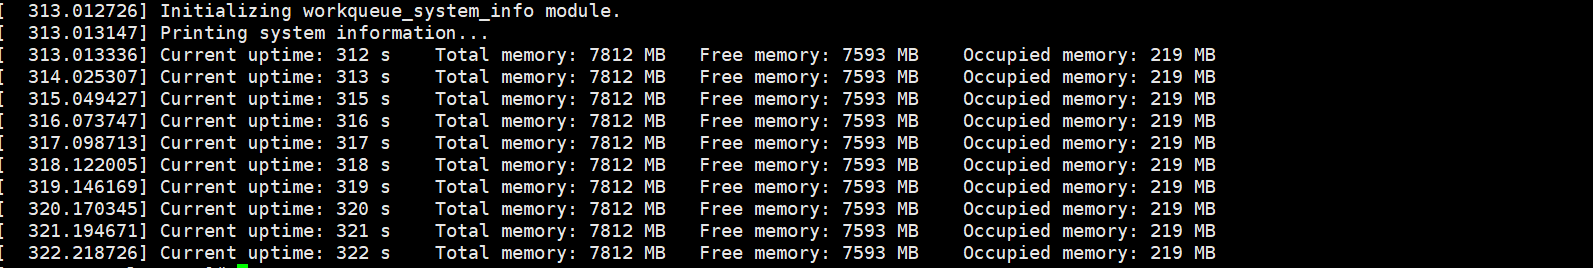 [  313.012726] Initializing workqueue_system_info module.
[  313.013147] Printing system information...
[  313.013336] Current uptime: 312 s    Total memory: 7812 MB   Free memory: 7593 MB    Occupied memory: 219 MB
[  314.025307] Current uptime: 313 s    Total memory: 7812 MB   Free memory: 7593 MB    Occupied memory: 219 MB
[  315.049427] Current uptime: 315 s    Total memory: 7812 MB   Free memory: 7593 MB    Occupied memory: 219 MB
[  316.073747] Current uptime: 316 s    Total memory: 7812 MB   Free memory: 7593 MB    Occupied memory: 219 MB
[  317.098713] Current uptime: 317 s    Total memory: 7812 MB   Free memory: 7593 MB    Occupied memory: 219 MB
[  318.122005] Current uptime: 318 s    Total memory: 7812 MB   Free memory: 7593 MB    Occupied memory: 219 MB
[  319.146169] Current uptime: 319 s    Total memory: 7812 MB   Free memory: 7593 MB    Occupied memory: 219 MB
[  320.170345] Current uptime: 320 s    Total memory: 7812 MB   Free memory: 7593 MB    Occupied memory: 219 MB
[  321.194671] Current uptime: 321 s    Total memory: 7812 MB   Free memory: 7593 MB    Occupied memory: 219 MB
[  322.218726] Current uptime: 322 s    Total memory: 7812 MB   Free memory: 7593 MB    Occupied memory: 219 MB